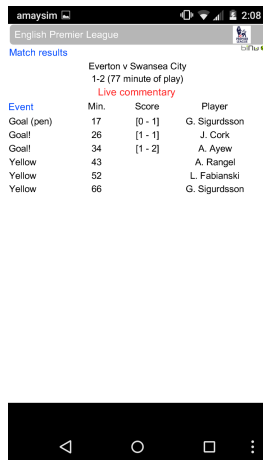 amaysim 2:08
English Premier League
biınu
Match results
Everton v Swansea City
1-2 (77 minute of play)
Live commentary
Event Min. Score Player
Goal (pen) 17 [0 - 1] G. Sigurdsson
Goal! 26 [1 - 1] J. Cork
Goal! 34 [1 - 2] A. Ayew
Yellow 43 A. Rangel
Yellow 52 L. Fabianski
Yellow 66 G. Sigurdsson